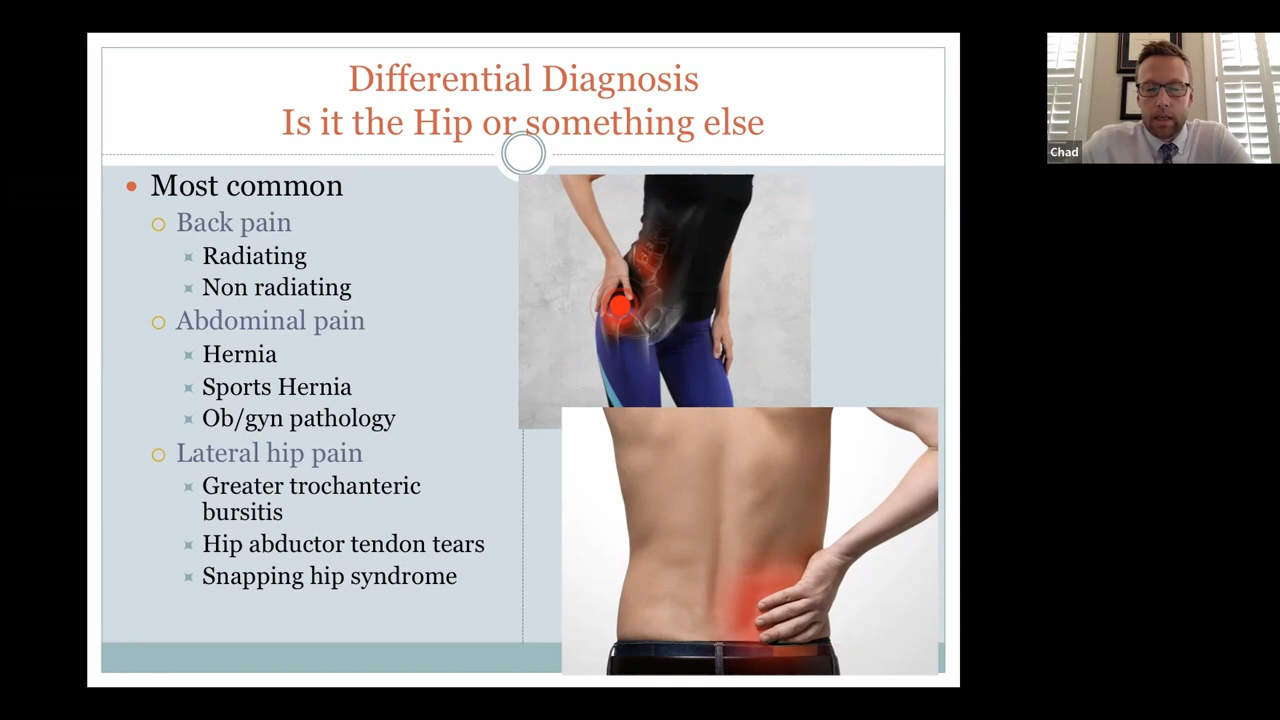 Differential Diagnosis
Is it the Hip or something else
Most common
Back pain
Radiating
Non radiating
Abdominal pain
Hernia
Sports Hernia
Ob/gyn pathology
Lateral hip pain
Greater trochanteric
bursitis
Hip abductor tendon tears
Snapping hip syndrome
Chad